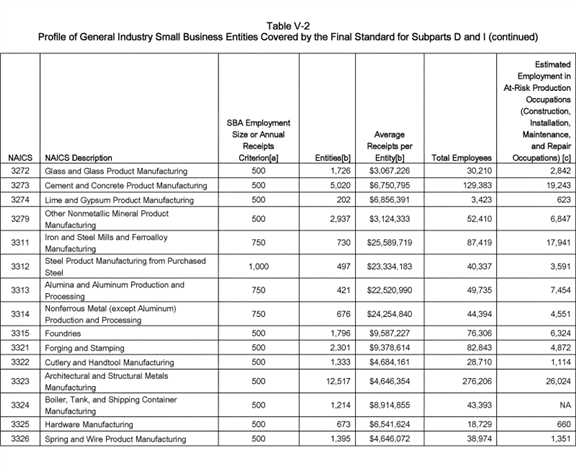 Table V-2
Profile of General Industry Small Business Entities Covered by the Final Standard for Subparts D and I (continued)
NAICS NAICS Description SBA Employment Size or Annual Receipts Criterion[a] Entities[b] Average Receipts per Entity[b] Total Employees Estimated Employment in At-Risk Production Occupations (Construction, Installation, Maintenance, and Repair Occupations) [c]
3272 Glass and Glass Product Manufacturing 500 1,726 $3,067,226 30,210 2,842
3273 Cement and Concrete Product Manufacturing 500 5,020 $6,750,795 129,383 19,243
3274 Lime and Gypsum Product Manufacturing 500 202 $6,856,391 3,423 623
3279 Other Nonmetallic Mineral Product Manufacturing 500 2,937 $3,124,333 52,410 6,847
3311 Iron and Steel Mills and Ferroalloy Manufacturing 750 730 $25,589,719 87,419 17,941
3312 Steel Product Manufacturing from Purchased Steel 1,000 497 $23,334,183 40,337 3,591
3313 Alumina and Aluminum Production and Processing 750 421 $22,520,990 49,735 7,454
3314 Nonferrous Metal (except Aluminum) Production and Processing 750 676 $24,254,840 44,394 4,551
3315 Foundries 500 1,796 $9,587,227 76,306 6,324
3321 Forging and Stamping 500 2,301 $9,378,614 82,843 4,872
3322 Cutlery and Handtool Manufacturing 500 1,333 $4,684,161 28,710 1,114
3323 Architectural and Structural Metals Manufacturing 500 12,517 $4,646,354 276,206 26,024
3324 Boiler, Tank, and Shipping Container Manufacturing 500 1,214 $8,914,855 43,393 NA
3325 Hardware Manufacturing 500 673 $6,541,624 18,729 660
3326 Spring and Wire Product Manufacturing 500 1,395 $4,646,072 38,974 1,351